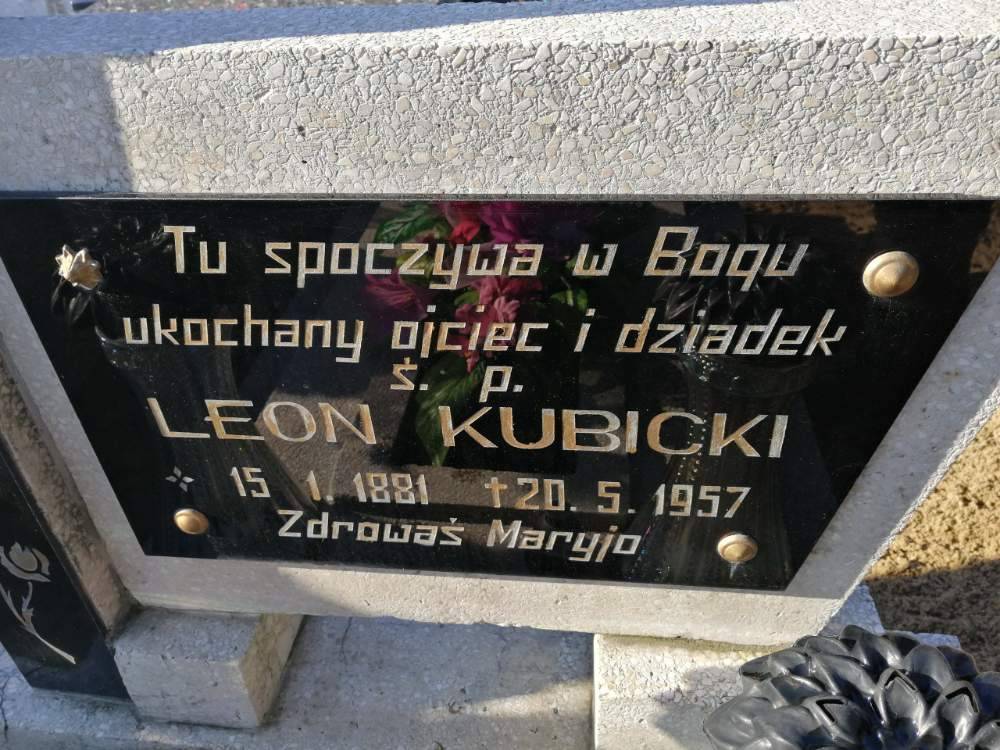 Tu spoczywa w Bogu
ukochany ojciec i dziadek
ś. p.
LEON KUBICKI
15 1. 1881 †20. 5. 1957
Zdrowaś Maryjo